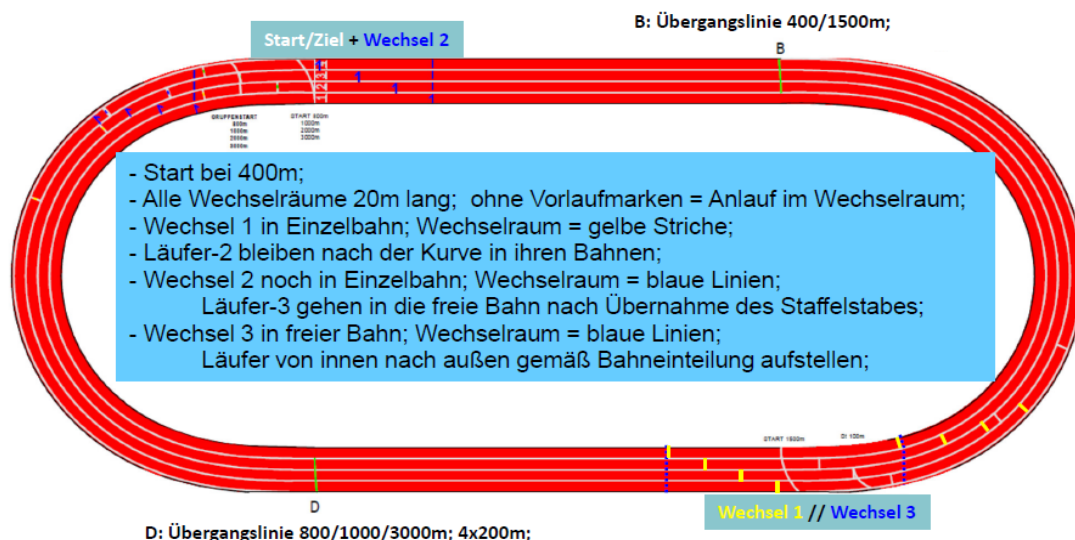 B: Übergangslinie 400/1500m;
Start/Ziel + Wechsel 2
B
1 2 3
GRUPPENSTART
800m
START 800m
1000m
2000m
3000m
- Start bei 400m;
- Alle Wechselräume 20m lang; ohne Vorlaufmarken = Anlauf im Wechselraum;
- Wechsel 1 in Einzelbahn; Wechselraum = gelbe Striche;
- Läufer-2 bleiben nach der Kurve in ihren Bahnen;
- Wechsel 2 noch in Einzelbahn; Wechselraum = blaue Linien;
Läufer-3 gehen in die freie Bahn nach Übernahme des Staffelstabes;
- Wechsel 3 in freier Bahn; Wechselraum = blaue Linien;
Läufer von innen nach außen gemäß Bahneinteilung aufstellen;
START 1500m
D
Wechsel 1 // Wechsel 3
D: Übergangslinie 800/1000/3000m; 4x200m;